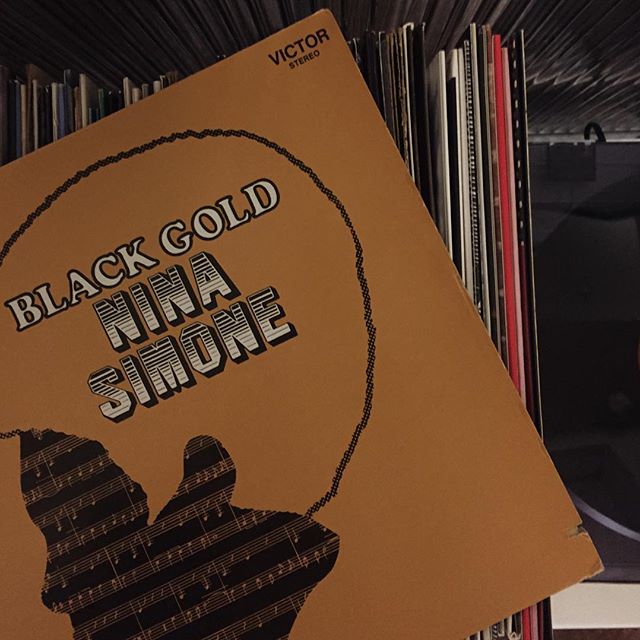 VICTOR
STEREO
BLACK GOLD
NINA
SIMONE